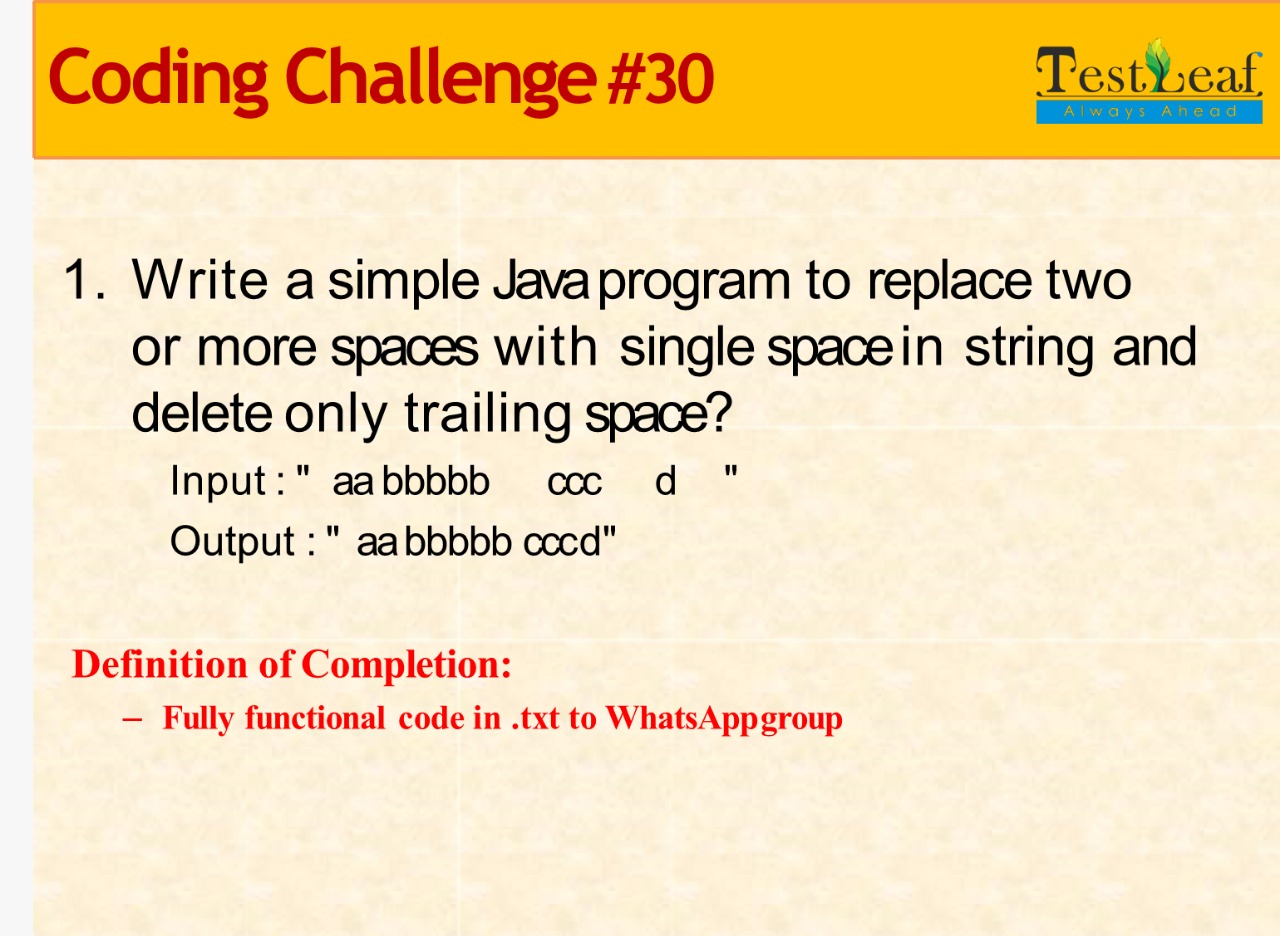 Coding Challenge #30
TestLeaf
Always Ahead
1. Write a simple Java program to replace two
or more spaces with single space in string and
delete only trailing space?
Input : "  aa bbbbb     ccc     d    "
Output : " aa bbbbb ccc d"
Definition of Completion:
– Fully functional code in .txt to WhatsApp group